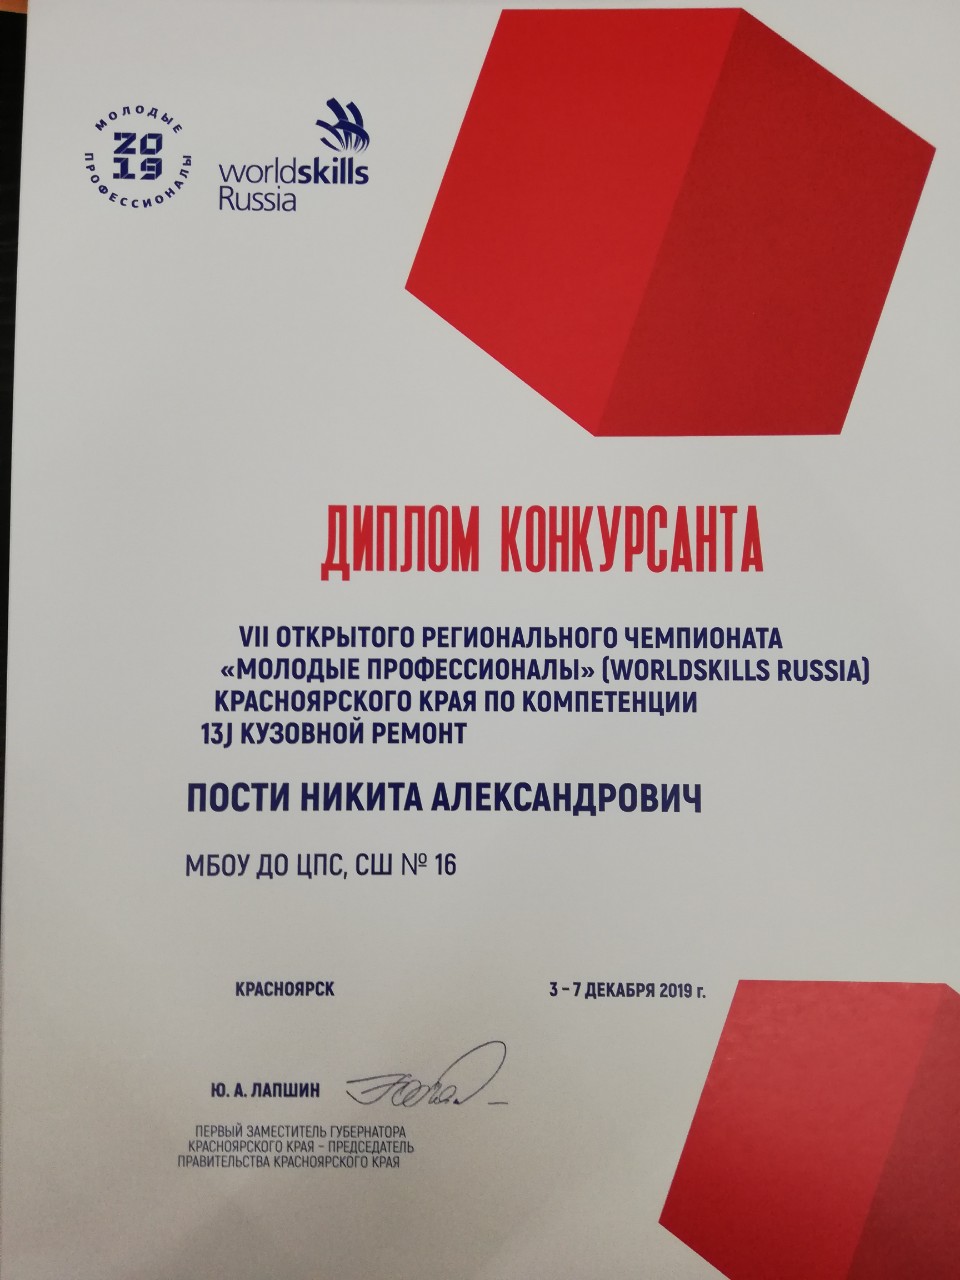 МОЛОДЫЕ
2019
ПРОФЕССИОНАЛЫ
worldskills
Russia
ДИПЛОМ КОНКУРСАНТА
VII ОТКРЫТОГО РЕГИОНАЛЬНОГО ЧЕМПИОНАТА
«МОЛОДЫЕ ПРОФЕССИОНАЛЫ» (WORLDSKILLS RUSSIA)
КРАСНОЯРСКОГО КРАЯ ПО КОМПЕТЕНЦИИ
13J КУЗОВНОЙ РЕМОНТ
ПОСТИ НИКИТА АЛЕКСАНДРОВИЧ
МБОУ ДО ЦПС, СШ № 16
КРАСНОЯРСК 3 – 7 ДЕКАБРЯ 2019 г.
Ю. А. ЛАПШИН
ПЕРВЫЙ ЗАМЕСТИТЕЛЬ ГУБЕРНАТОРА
КРАСНОЯРСКОГО КРАЯ – ПРЕДСЕДАТЕЛЬ
ПРАВИТЕЛЬСТВА КРАСНОЯРСКОГО КРАЯ